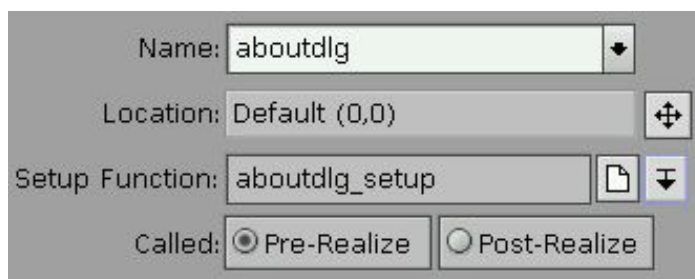 Name: aboutdlg
Location: Default (0,0)
Setup Function: aboutdlg_setup
Called: Pre-Realize Post-Realize